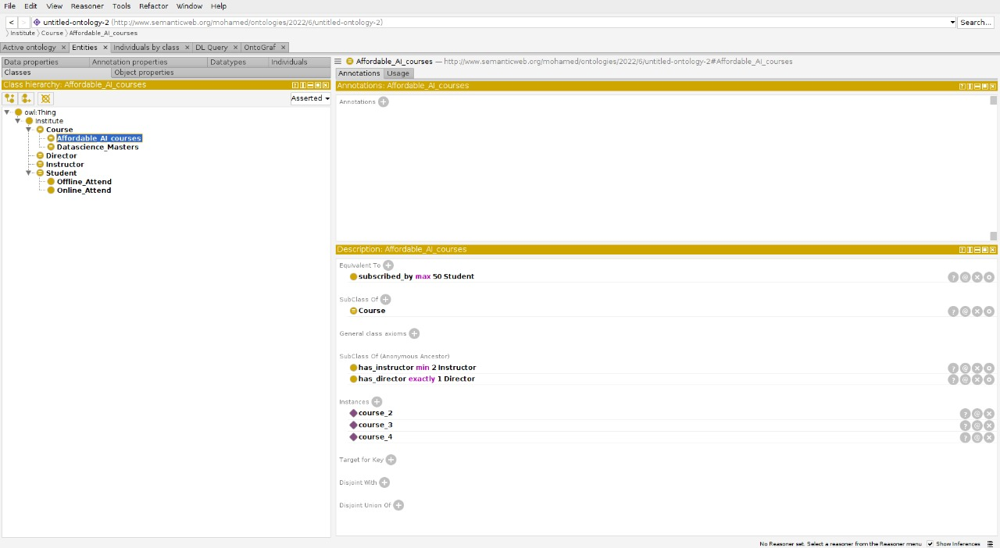 File Edit View Reasoner Tools Refactor Window Help
< > untitled-ontology-2 (http://www.semanticweb.org/mohamed/ontologies/2022/6/untitled-ontology-2) Search...
Institute Course Affordable_AI_courses
Active ontology × Entities × Individuals by class × DL Query × OntoGraf ×
Data properties Annotation properties Datatypes Individuals
Classes Object properties
Class hierarchy: Affordable_AI_courses
Asserted
owl:Thing
Institute
Course
Affordable_AI_courses
Datascience_Masters
Director
Instructor
Student
Offline_Attend
Online_Attend
Affordable_AI_courses — http://www.semanticweb.org/mohamed/ontologies/2022/6/untitled-ontology-2#Affordable_AI_courses
Annotations Usage
Annotations: Affordable_AI_courses
Annotations
Description: Affordable_AI_courses
Equivalent To
subscribed_by max 50 Student
SubClass Of
Course
General class axioms
SubClass Of (Anonymous Ancestor)
has_instructor min 2 Instructor
has_director exactly 1 Director
Instances
course_2
course_3
course_4
Target for Key
Disjoint With
Disjoint Union Of
No Reasoner set. Select a reasoner from the Reasoner menu Show Inferences